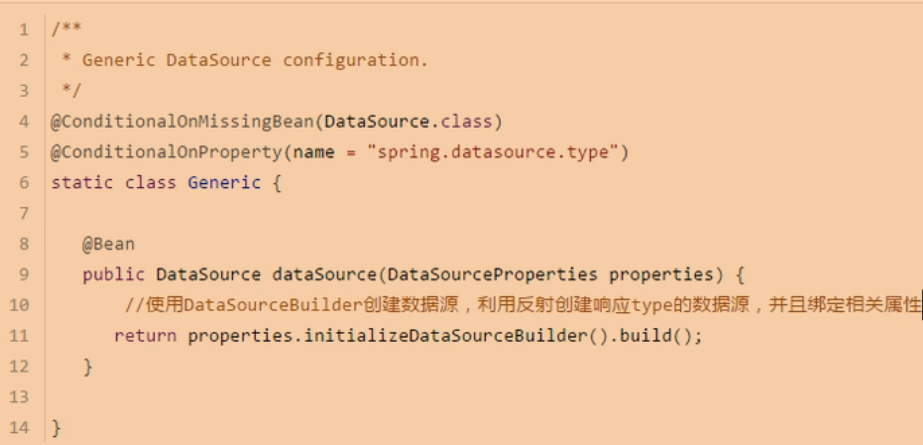 1 /**
2 * Generic DataSource configuration.
3 */
4 @ConditionalOnMissingBean(DataSource.class)
5 @ConditionalOnProperty(name = "spring.datasource.type")
6 static class Generic {
7
8 @Bean
9 public DataSource dataSource(DataSourceProperties properties) {
10 //使用DataSourceBuilder创建数据源，利用反射创建响应type的数据源，并且绑定相关属性
11 return properties.initializeDataSourceBuilder().build();
12 }
13
14 }